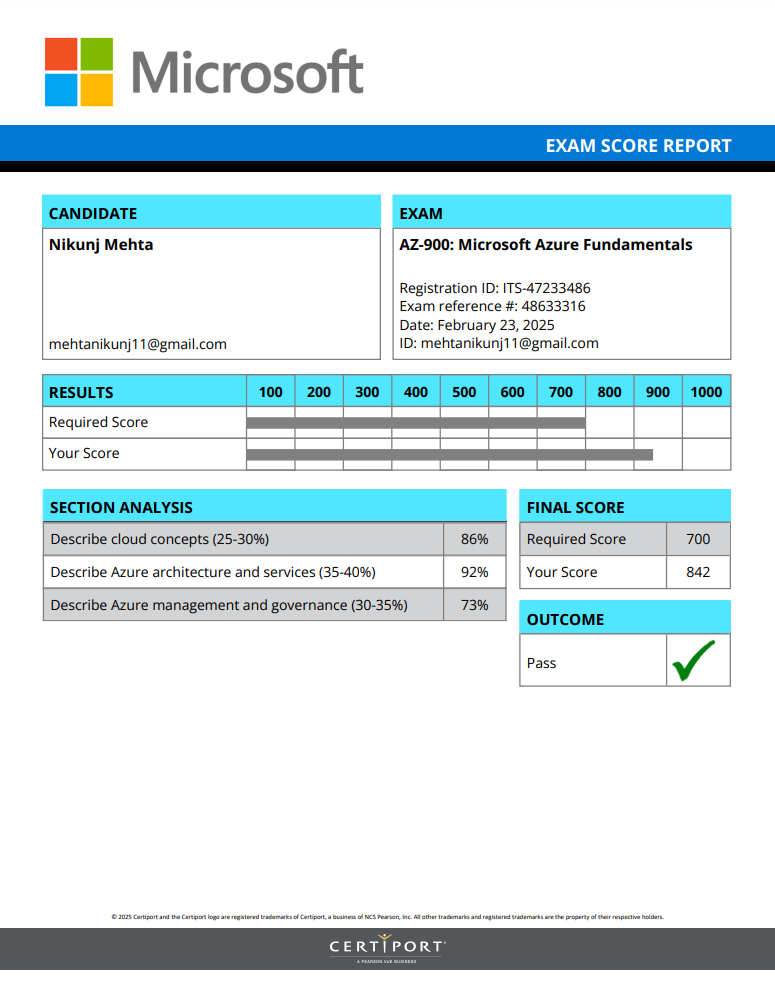 Microsoft
EXAM SCORE REPORT
CANDIDATE
Nikunj Mehta
mehtanikunj11@gmail.com
EXAM
AZ-900: Microsoft Azure Fundamentals
Registration ID: ITS-47233486
Exam reference #: 48633316
Date: February 23, 2025
ID: mehtanikunj11@gmail.com
RESULTS 100 200 300 400 500 600 700 800 900 1000
Required Score
Your Score
SECTION ANALYSIS
Describe cloud concepts (25-30%) 86%
Describe Azure architecture and services (35-40%) 92%
Describe Azure management and governance (30-35%) 73%
FINAL SCORE
Required Score 700
Your Score 842
OUTCOME
Pass
© 2025 Certiport and the Certiport logo are registered trademarks of Certiport, a business of NCS Pearson, Inc. All other trademarks and registered trademarks are the property of their respective holders.
CERTIPORT
A PEARSON VUE BUSINESS